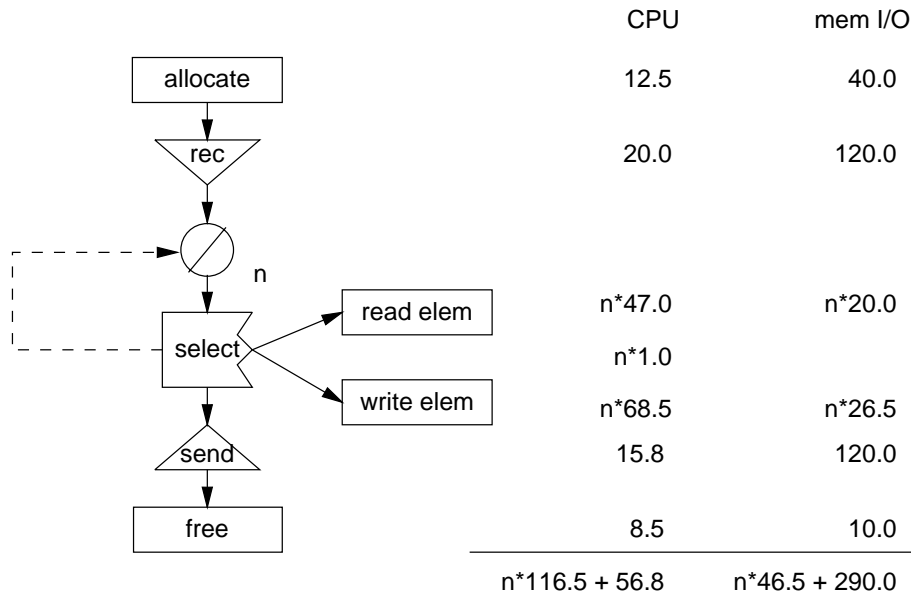 CPU mem I/O
allocate 12.5 40.0
rec 20.0 120.0
n
read elem n*47.0 n*20.0
select n*1.0
write elem n*68.5 n*26.5
send 15.8 120.0
free 8.5 10.0
n*116.5 + 56.8 n*46.5 + 290.0